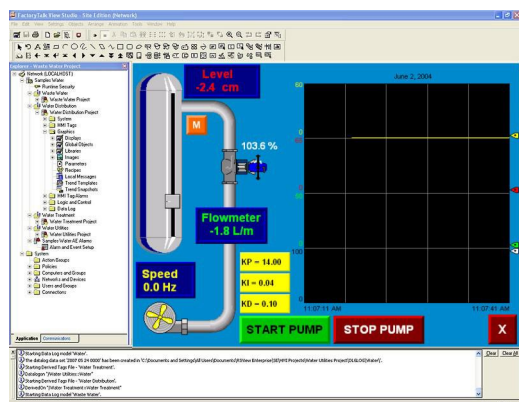 FactoryTalk View Studio - Site Edition (Network)
File Edit View Settings Objects Arrange Animation Tools Window Help
Explorer - Waste Water Project
Network (LOCALHOST)
Samples Water
Runtime Security
Waste Water
Waste Water Project
Water Distribution
Water Distribution Project
System
HMI Tags
Graphics
Displays
Global Objects
Libraries
Images
Parameters
Recipes
Local Messages
Trend Templates
Trend Snapshots
HMI Tag Alarms
Logic and Control
Data Log
Water Treatment
Water Treatment Project
Water Utilities
Water Utilities Project
Samples Water AE Alarms
Alarm and Event Setup
System
Action Groups
Policies
Computers and Groups
Networks and Devices
Users and Groups
Connections
Application Communications
Level
-2.4 cm
M
103.6 %
Flowmeter
-1.8 L/m
Speed
0.0 Hz
KP = 14.00
KI = 0.04
KD = 0.10
June 2, 2004
60
0
60
0
100
0
11:07:11 AM 11:07:41 AM
START PUMP STOP PUMP X
Starting Data Log model 'Water'.
Starting Derived Tags File - 'Water Treatment'.
Starting Derived Tags File - 'Water Distribution'.
Starting Data Log model 'Waste Water'.
Clear Clear All